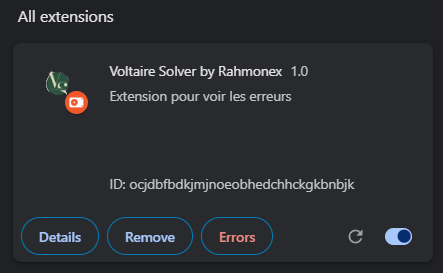 All extensions
Voltaire Solver by Rahmonex 1.0
Extension pour voir les erreurs
ID: ocjdbfbdkjmjnoeobhedchhckgkbnbjk
Details Remove Errors